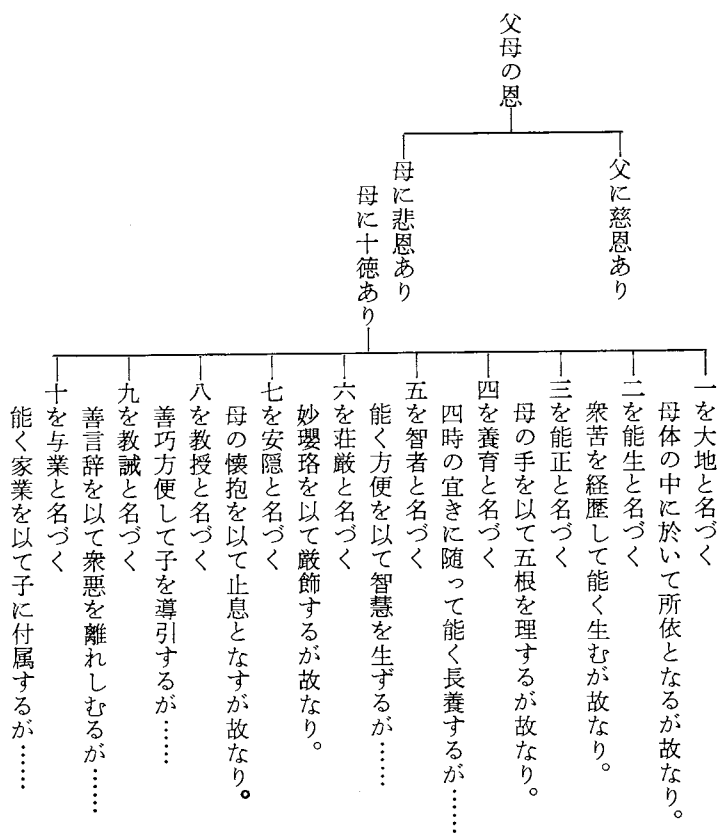 父母の恩
父に慈恩あり
母に悲恩あり
母に十徳あり
一を大地と名づく
母体の中に於いて所依となるが故なり。
二を能生と名づく
衆苦を経歴して能く生むが故なり。
三を能正と名づく
母の手を以て五根を理するが故なり。
四を養育と名づく
四時の宜きに随って能く長養するが……
五を智者と名づく
能く方便を以て智慧を生ずるが……
六を荘厳と名づく
妙瓔珞を以て厳飾するが故なり。
七を安隠と名づく
母の懐抱を以て止息となすが故なり。
八を教授と名づく
善巧方便して子を導引するが……
九を教誡と名づく
善言辞を以て衆悪を離れしむるが……
十を与業と名づく
能く家業を以て子に付属するが……